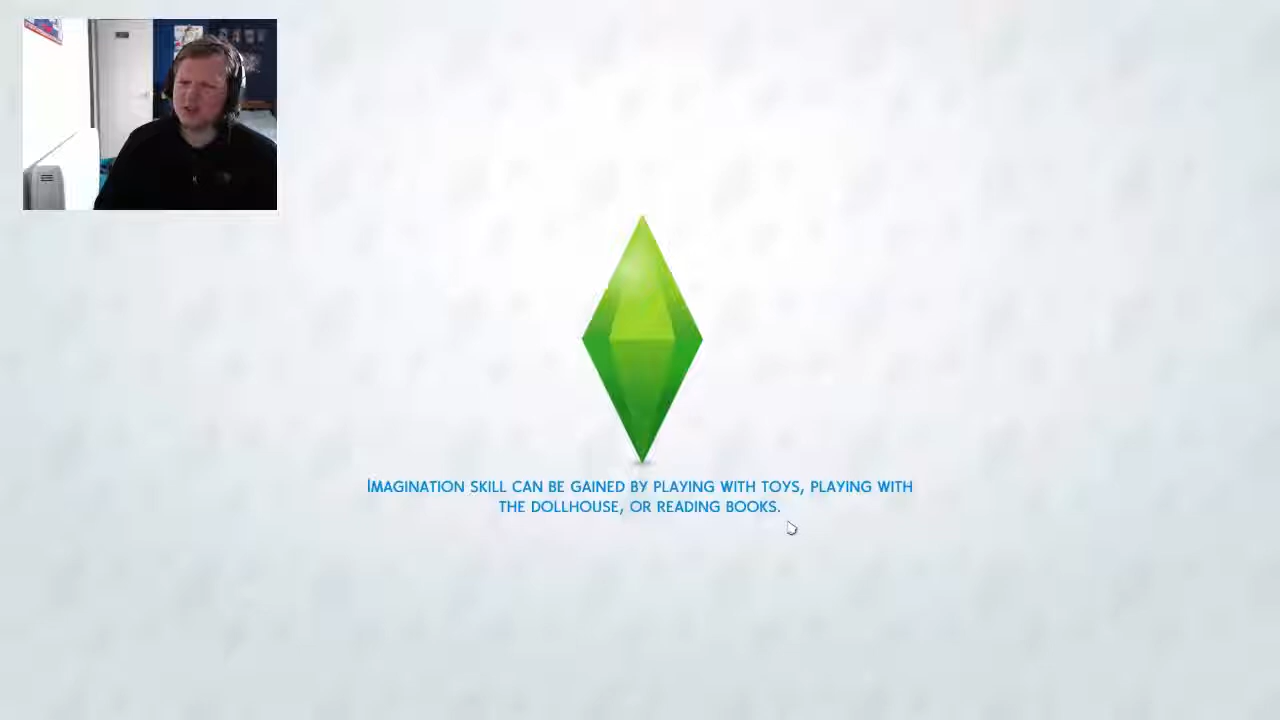 IMAGINATION SKILL CAN BE GAINED BY PLAYING WITH TOYS, PLAYING WITH
THE DOLLHOUSE, OR READING BOOKS.